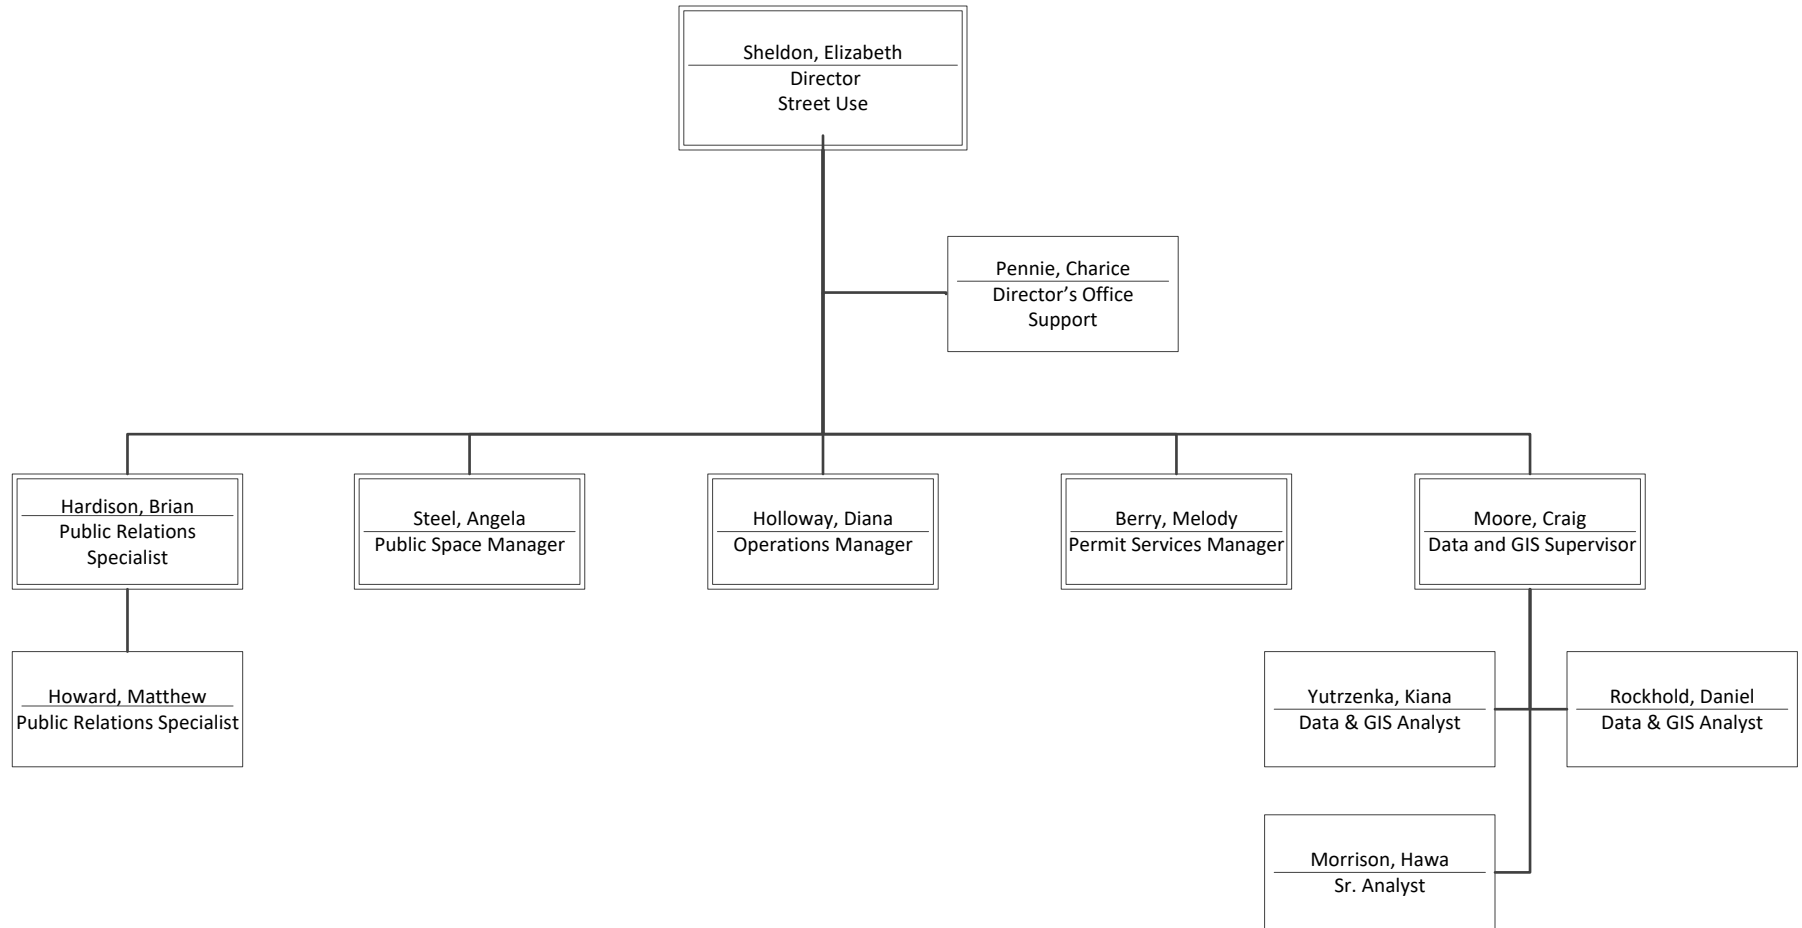 Sheldon, Elizabeth
Director
Street Use
Pennie, Charice
Director’s Office
Support
Hardison, Brian
Public Relations
Specialist
Steel, Angela
Public Space Manager
Holloway, Diana
Operations Manager
Berry, Melody
Permit Services Manager
Moore, Craig
Data and GIS Supervisor
Howard, Matthew
Public Relations Specialist
Yutrzenka, Kiana
Data & GIS Analyst
Rockhold, Daniel
Data & GIS Analyst
Morrison, Hawa
Sr. Analyst